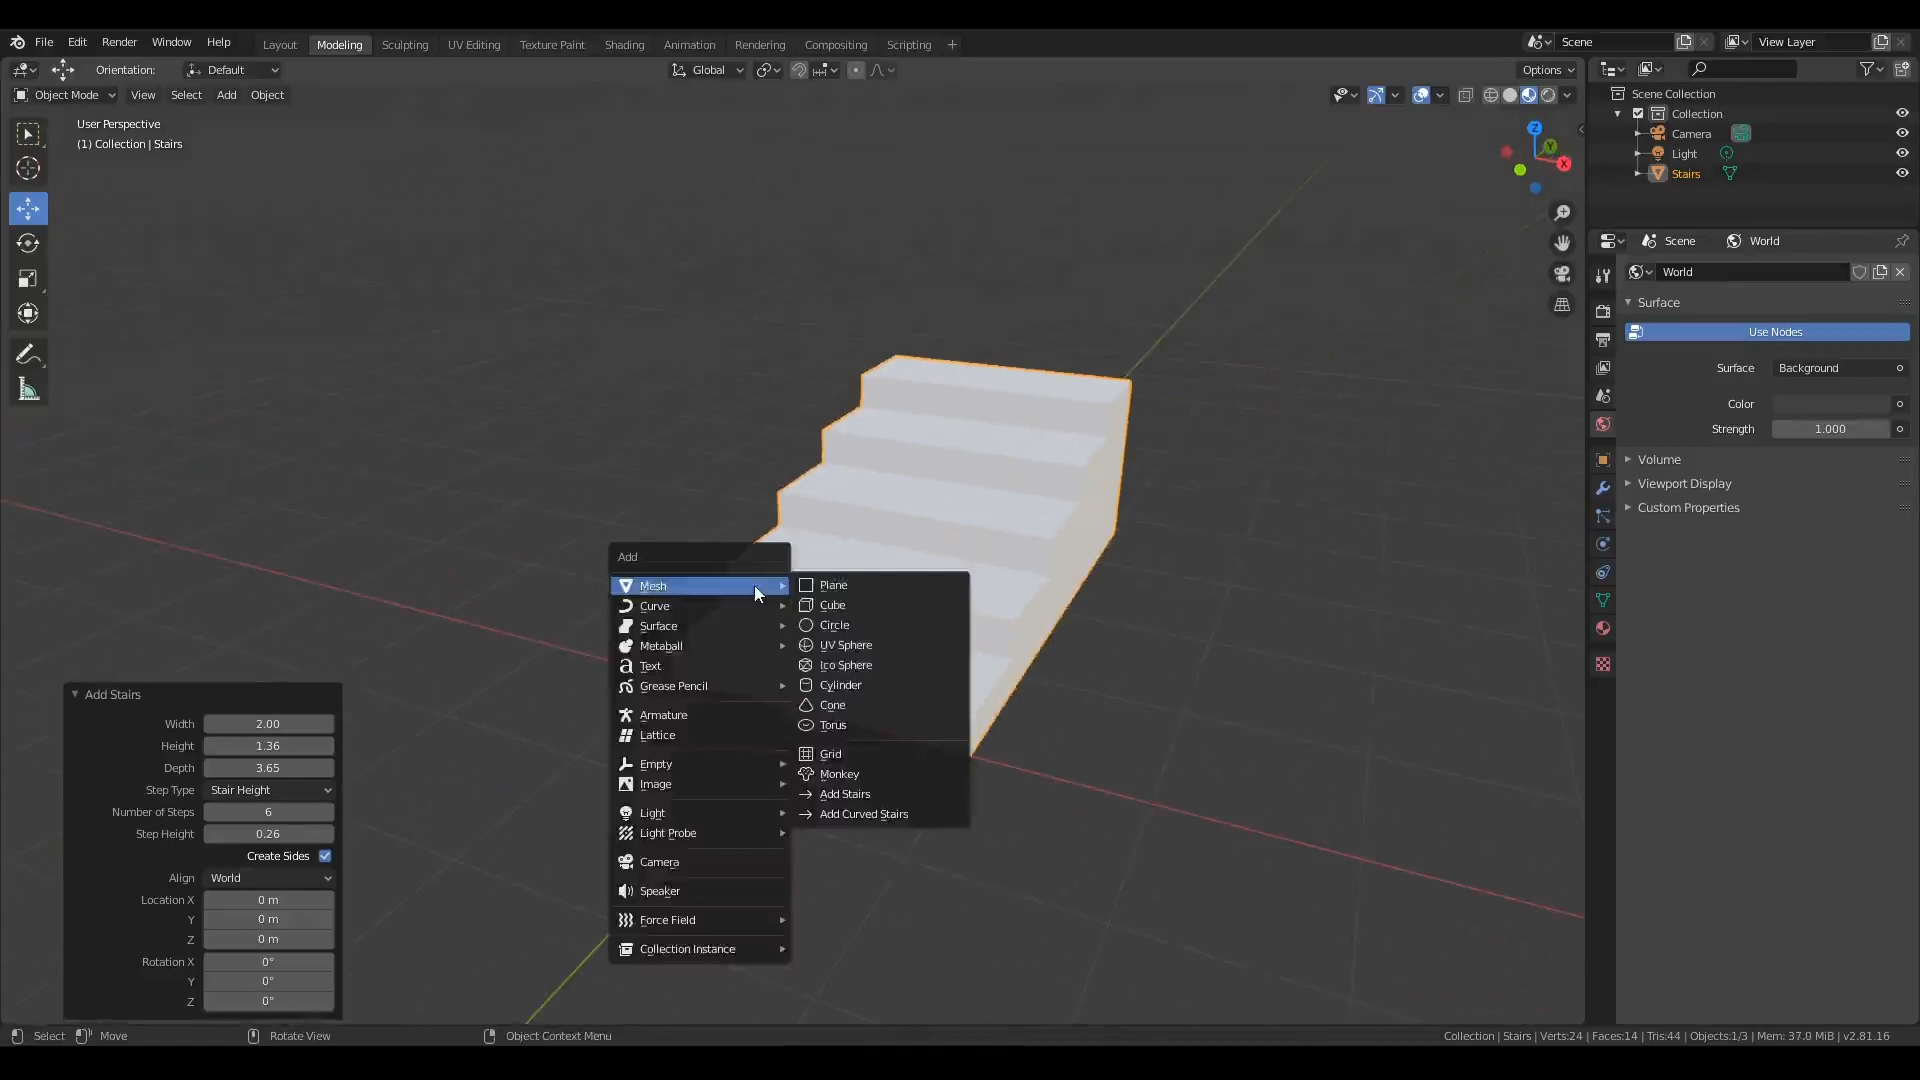 File Edit Render Window Help Layout Modeling Sculpting UV Editing Texture Paint Shading Animation Rendering Compositing Scripting + Scene View Layer
Orientation: Default Global Options
Object Mode View Select Add Object
User Perspective
(1) Collection | Stairs
Z
Y
X
Scene Collection
Collection
Camera
Light
Stairs
Scene World
World
Surface
Use Nodes
Surface Background
Color
Strength 1.000
Volume
Viewport Display
Custom Properties
Add
Mesh
Curve
Surface
Metaball
Text
Grease Pencil
Armature
Lattice
Empty
Image
Light
Light Probe
Camera
Speaker
Force Field
Collection Instance
Plane
Cube
Circle
UV Sphere
Ico Sphere
Cylinder
Cone
Torus
Grid
Monkey
Add Stairs
Add Curved Stairs
Add Stairs
Width 2.00
Height 1.36
Depth 3.65
Step Type Stair Height
Number of Steps 6
Step Height 0.26
Create Sides
Align World
Location X 0 m
Y 0 m
Z 0 m
Rotation X 0°
Y 0°
Z 0°
Select Move Rotate View Object Context Menu Collection | Stairs | Verts:24 | Faces:14 | Tris:44 | Objects:1/3 | Mem: 37.0 MiB | v2.81.16